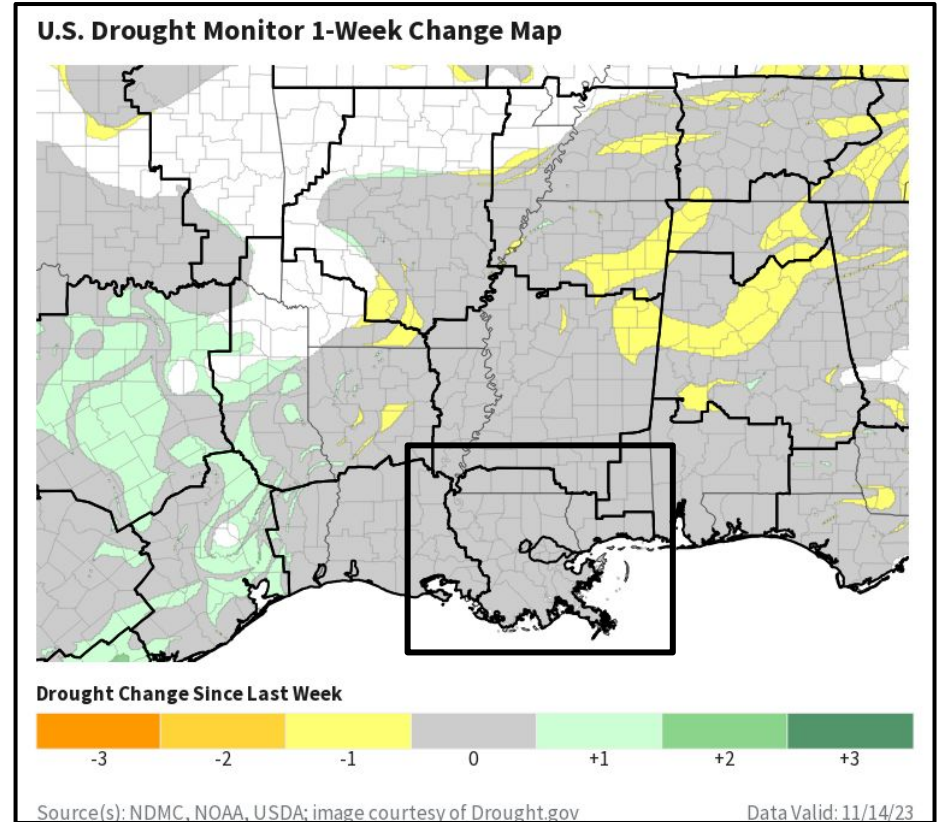 U.S. Drought Monitor 1-Week Change Map
Drought Change Since Last Week
-3 -2 -1 0 +1 +2 +3
Source(s): NDMC, NOAA, USDA; image courtesy of Drought.gov Data Valid: 11/14/23